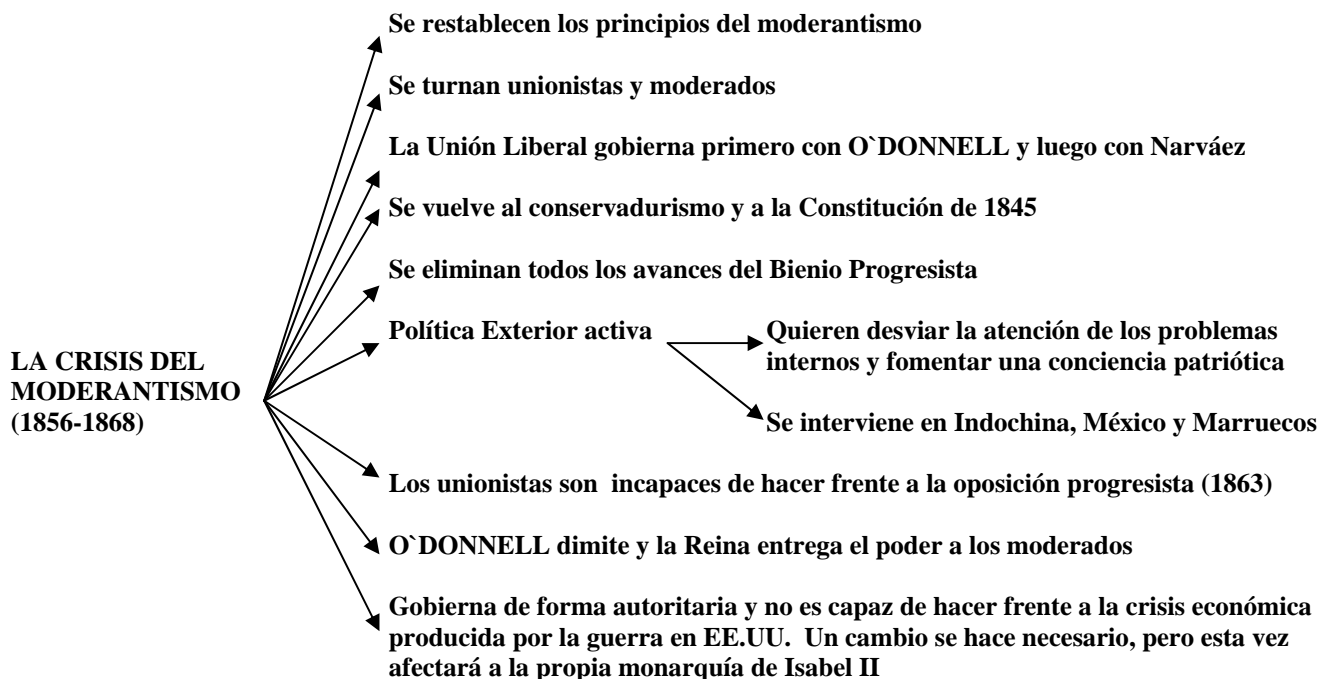 Se restablecen los principios del moderantismo
Se turnan unionistas y moderados
La Unión Liberal gobierna primero con O`DONNELL y luego con Narváez
Se vuelve al conservadurismo y a la Constitución de 1845
Se eliminan todos los avances del Bienio Progresista
LA CRISIS DEL
MODERANTISMO
(1856-1868)
Política Exterior activa
Quieren desviar la atención de los problemas
internos y fomentar una conciencia patriótica
Se interviene en Indochina, México y Marruecos
Los unionistas son incapaces de hacer frente a la oposición progresista (1863)
O`DONNELL dimite y la Reina entrega el poder a los moderados
Gobierna de forma autoritaria y no es capaz de hacer frente a la crisis económica
producida por la guerra en EE.UU. Un cambio se hace necesario, pero esta vez
afectará a la propia monarquía de Isabel II